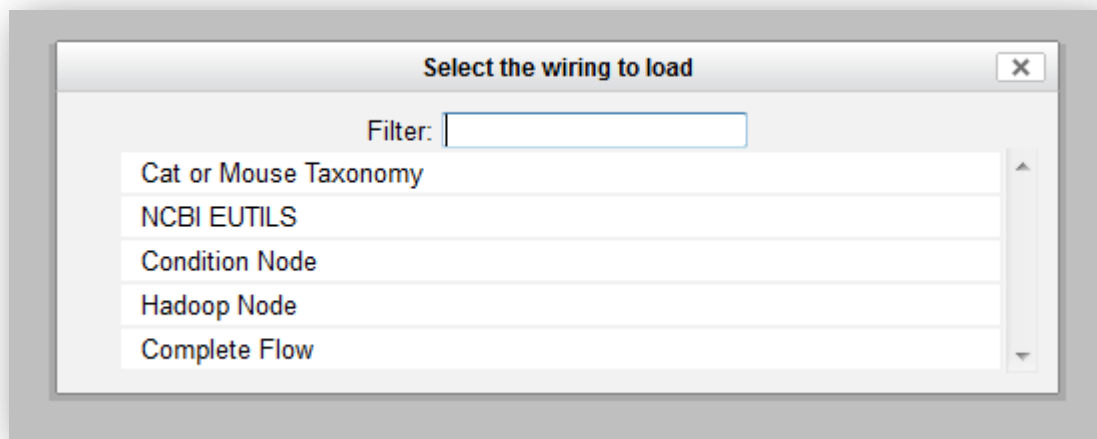 Select the wiring to load
Filter:
Cat or Mouse Taxonomy
NCBI EUTILS
Condition Node
Hadoop Node
Complete Flow